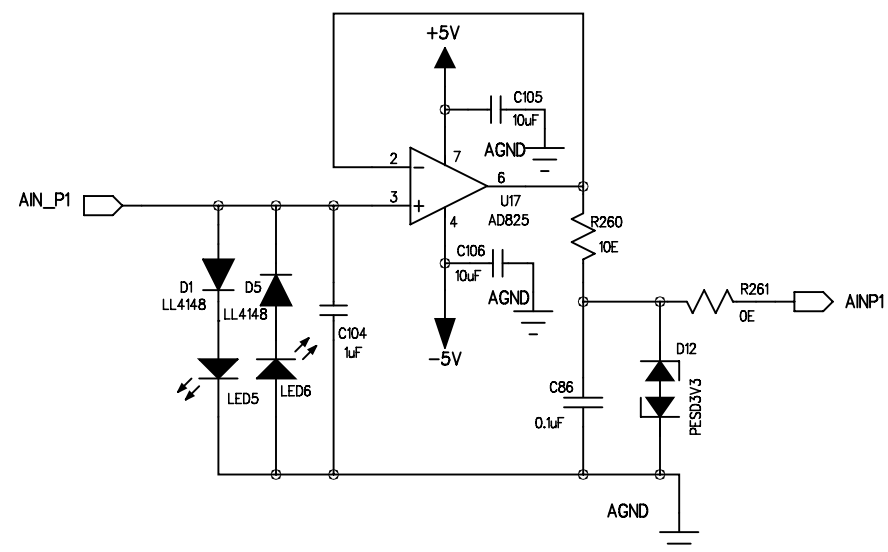 +5V
C105
10uF
AGND
2
7
6
3
4
U17
AD825
AIN_P1
R260
10E
C106
10uF
AGND
D1
LL4148
D5
LL4148
C104
1uF
-5V
R261
0E
AINP1
D12
PESD3V3
LED5
LED6
C86
0.1uF
AGND